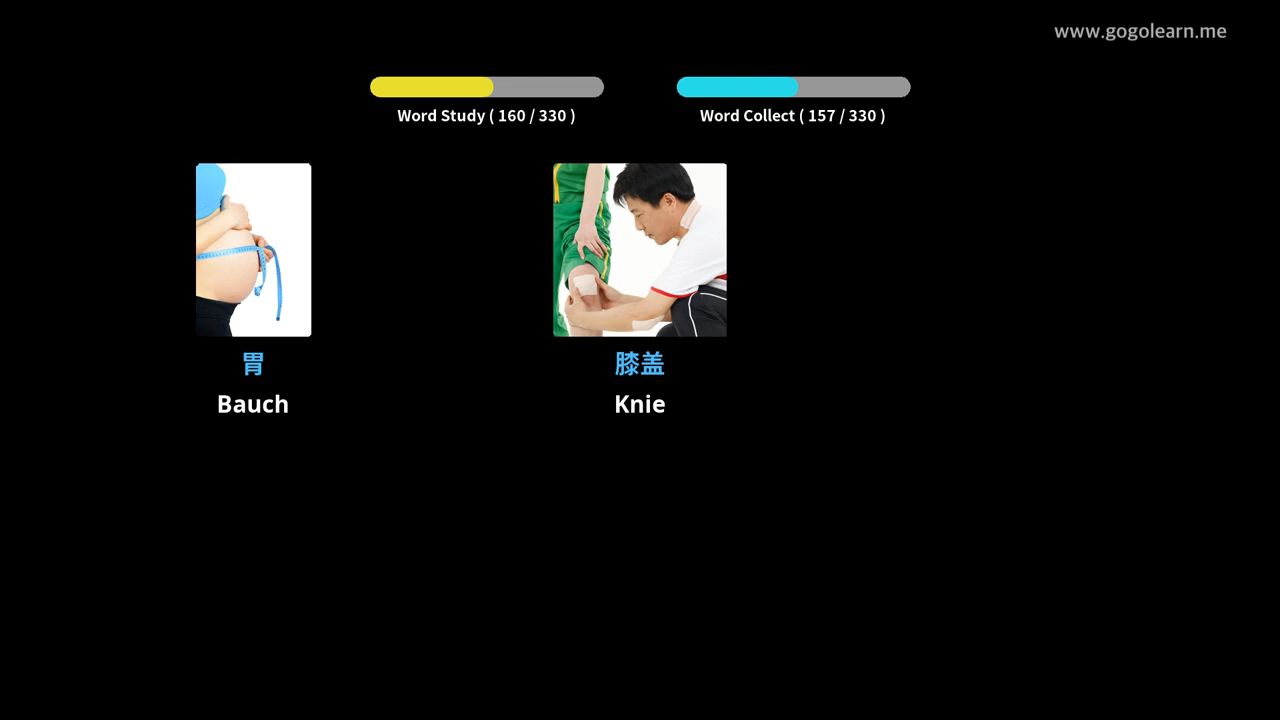 www.gogolearn.me
Word Study ( 160 / 330 )
Word Collect ( 157 / 330 )
胃
Bauch
膝盖
Knie